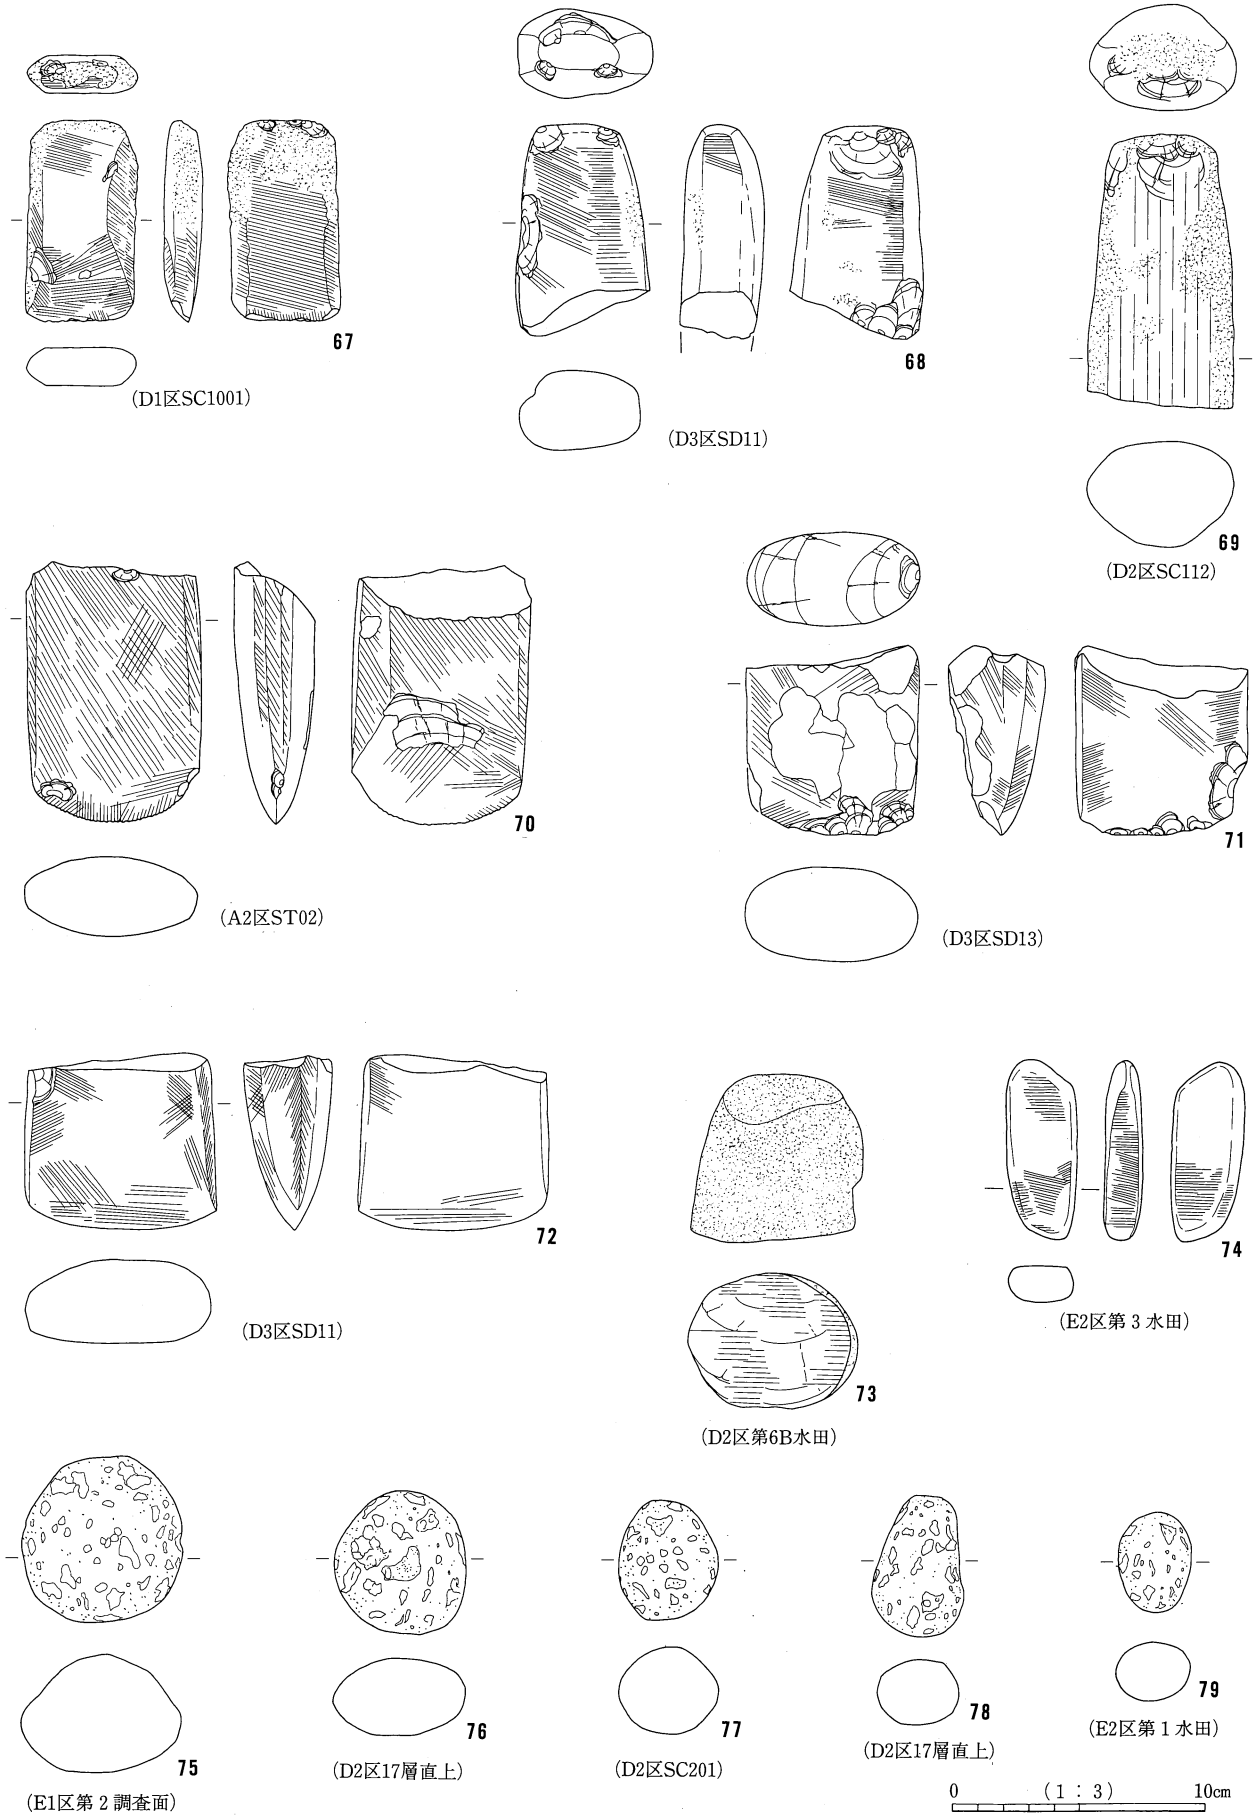 67
(D1区SC1001)
68
(D3区SD11)
69
(D2区SC112)
70
(A2区ST02)
71
(D3区SD13)
72
(D3区SD11)
73
(D2区第6B水田)
74
(E2区第3水田)
75
(E1区第2調査面)
76
(D2区17層直上)
77
(D2区SC201)
78
(D2区17層直上)
79
(E2区第1水田)
0 (1:3) 10cm